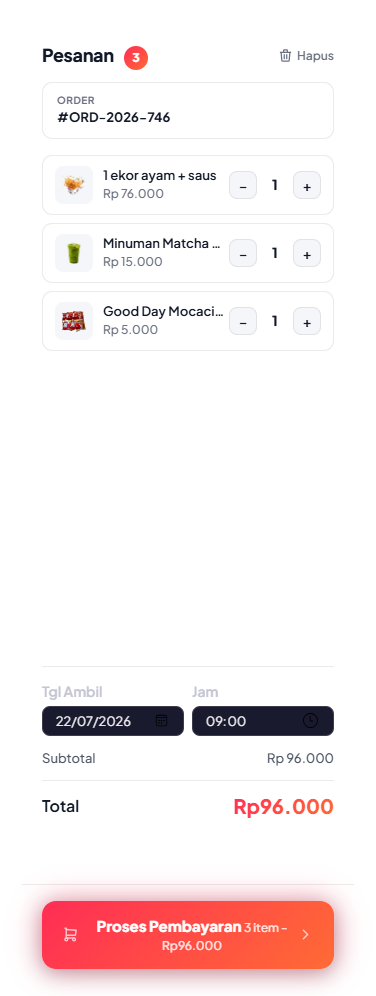 Pesanan 3 Hapus
ORDER
#ORD-2026-746
1 ekor ayam + saus
Rp 76.000
- 1 +
Minuman Matcha ...
Rp 15.000
- 1 +
Good Day Mocaci...
Rp 5.000
- 1 +
Tgl Ambil Jam
22/07/2026 09:00
Subtotal Rp 96.000
Total Rp96.000
Proses Pembayaran 3 item -
Rp96.000